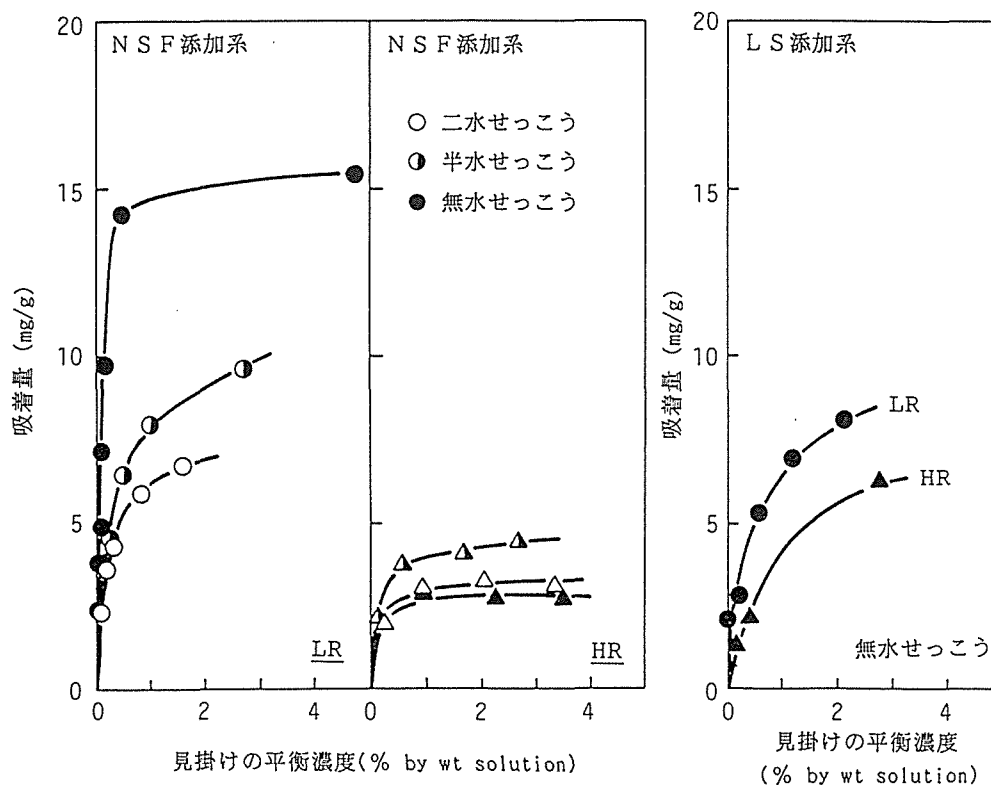 20
15
10
5
0
吸着量 (mg/g)
NSF添加系
LR
0
2
4
NSF添加系
○ 二水せっこう
◑ 半水せっこう
● 無水せっこう
HR
0
2
4
見掛けの平衡濃度(% by wt solution)
20
15
10
5
0
吸着量 (mg/g)
LS添加系
LR
HR
無水せっこう
0
2
4
見掛けの平衡濃度
(% by wt solution)